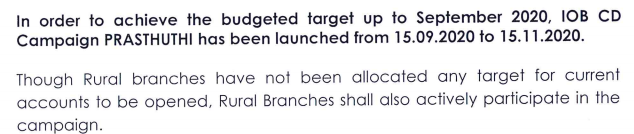 In order to achieve the budgeted target up to September 2020, IOB CD
Campaign PRASTHUTHI has been launched from 15.09.2020 to 15.11.2020.
Though Rural branches have not been allocated any target for current
accounts to be opened, Rural Branches shall also actively participate in the
campaign.